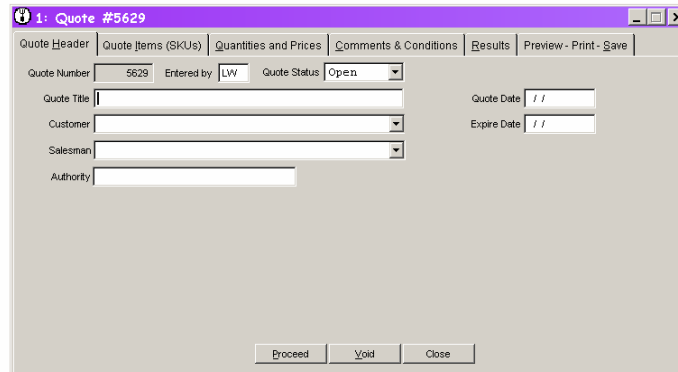 1: Quote #5629
Quote Header Quote Items (SKUs) Quantities and Prices Comments & Conditions Results Preview - Print - Save
Quote Number 5629 Entered by LW Quote Status Open
Quote Title Quote Date / /
Customer Expire Date / /
Salesman
Authority
Proceed Void Close